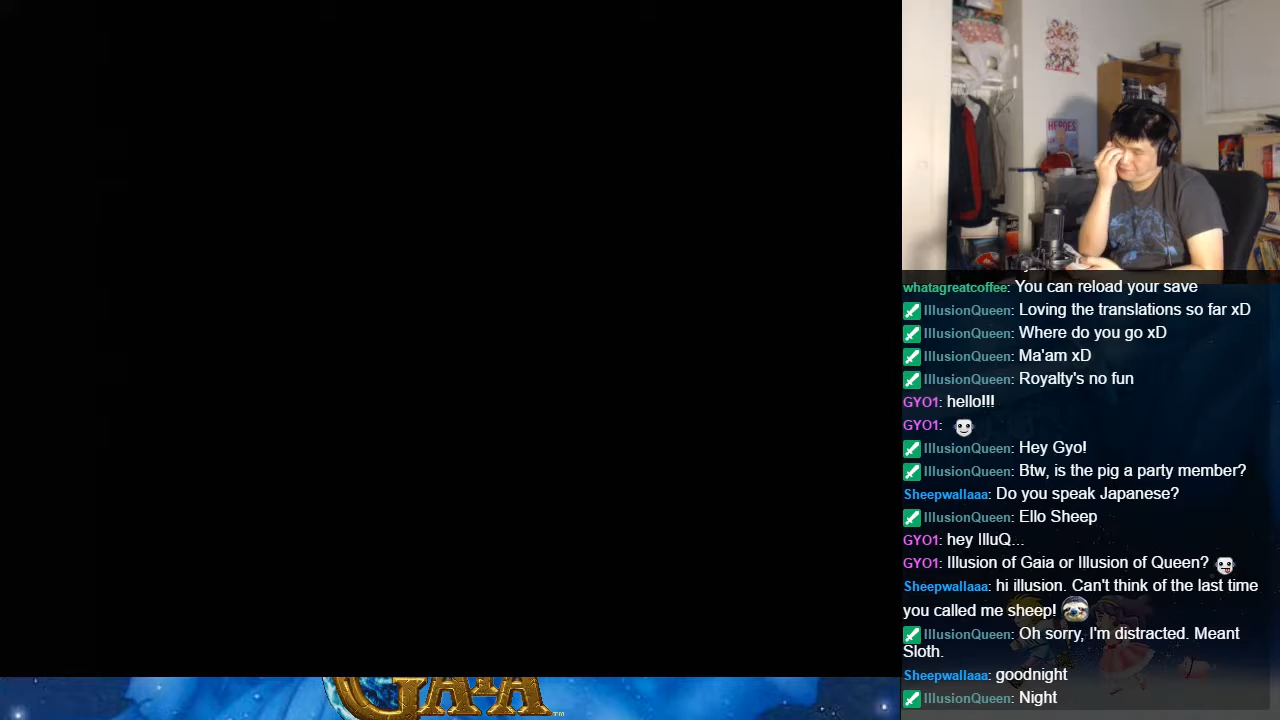 HEROES
whatagreatcoffee: You can reload your save
IllusionQueen: Loving the translations so far xD
IllusionQueen: Where do you go xD
IllusionQueen: Ma'am xD
IllusionQueen: Royalty's no fun
GYO1: hello!!!
GYO1:
IllusionQueen: Hey Gyo!
IllusionQueen: Btw, is the pig a party member?
Sheepwallaaa: Do you speak Japanese?
IllusionQueen: Ello Sheep
GYO1: hey IlluQ...
GYO1: Illusion of Gaia or Illusion of Queen?
Sheepwallaaa: hi illusion. Can't think of the last time
you called me sheep!
IllusionQueen: Oh sorry, I'm distracted. Meant
Sloth.
Sheepwallaaa: goodnight
IllusionQueen: Night
GAIA™